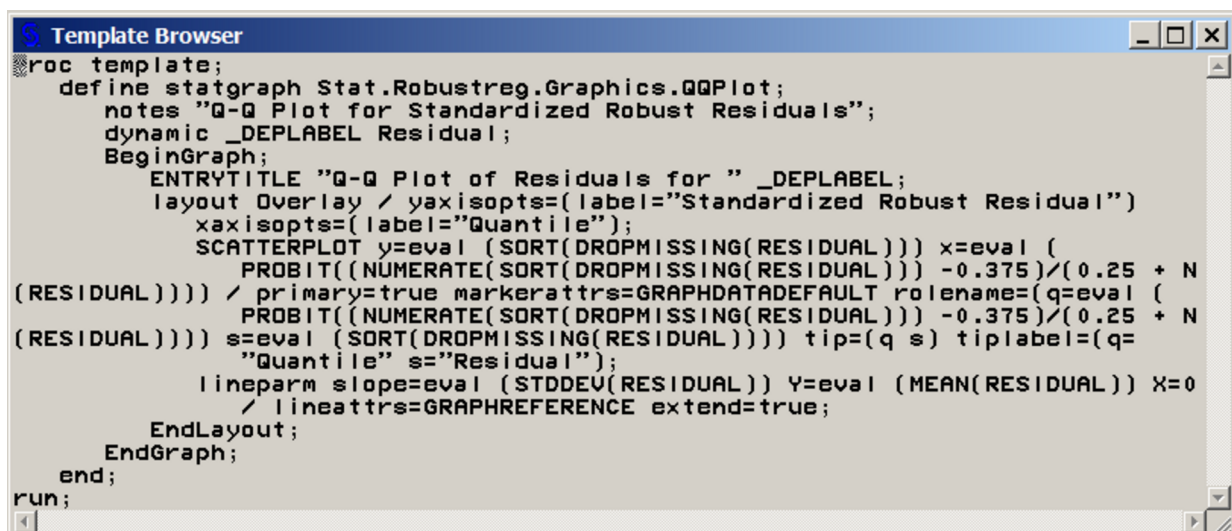 Template Browser
proc template;
   define statgraph Stat.Robustreg.Graphics.QQPlot;
      notes "Q-Q Plot for Standardized Robust Residuals";
      dynamic _DEPLABEL Residual;
      BeginGraph;
         ENTRYTITLE "Q-Q Plot of Residuals for " _DEPLABEL;
         layout Overlay / yaxisopts=(label="Standardized Robust Residual")
            xaxisopts=(label="Quantile");
            SCATTERPLOT y=eval (SORT(DROPMISSING(RESIDUAL))) x=eval (
               PROBIT((NUMERATE(SORT(DROPMISSING(RESIDUAL))) -0.375)/(0.25 + N
(RESIDUAL)))) / primary=true markerattrs=GRAPHDATADEFAULT rolename=(q=eval (
               PROBIT((NUMERATE(SORT(DROPMISSING(RESIDUAL))) -0.375)/(0.25 + N
(RESIDUAL)))) s=eval (SORT(DROPMISSING(RESIDUAL)))) tip=(q s) tiplabel=(q=
               "Quantile" s="Residual");
            lineparm slope=eval (STDDEV(RESIDUAL)) Y=eval (MEAN(RESIDUAL)) X=0
               / lineattrs=GRAPHREFERENCE extend=true;
         EndLayout;
      EndGraph;
   end;
run;